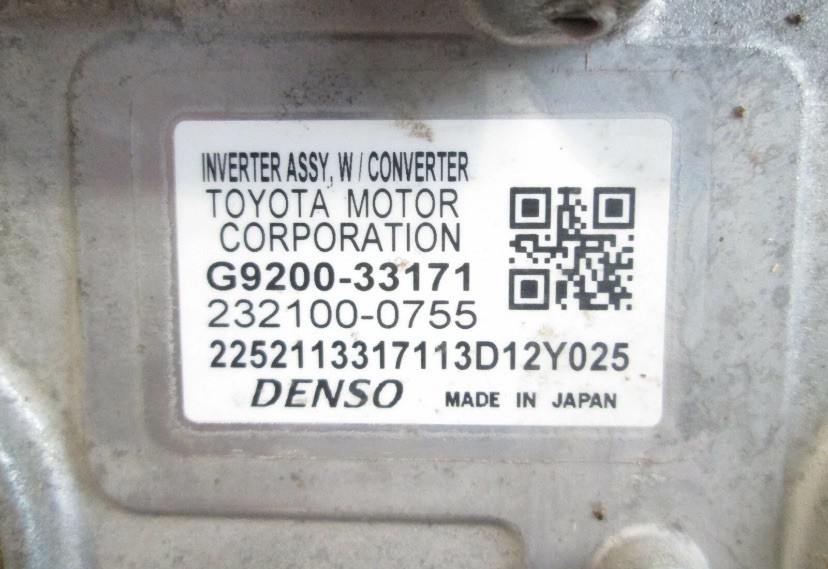 INVERTER ASSY, W / CONVERTER
TOYOTA MOTOR
CORPORATION
G9200-33171
232100-0755
2252113317113D12Y025
DENSO MADE IN JAPAN